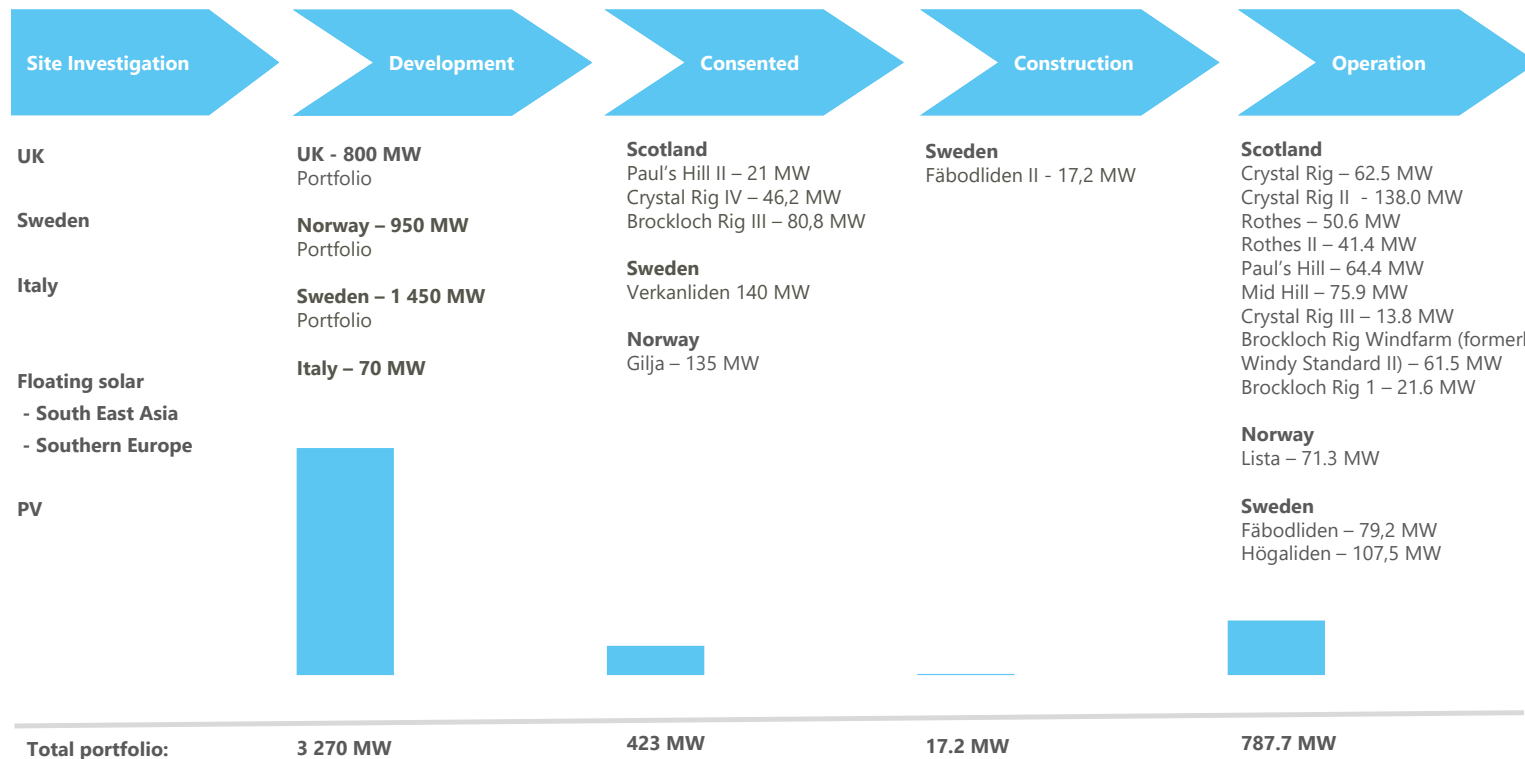 Site Investigation
Development
Consented
Construction
Operation
UK
Sweden
Italy
Floating solar
- South East Asia
- Southern Europe
PV
UK - 800 MW
Portfolio
Norway – 950 MW
Portfolio
Sweden – 1 450 MW
Portfolio
Italy – 70 MW
Scotland
Paul's Hill II – 21 MW
Crystal Rig IV – 46,2 MW
Brockloch Rig III – 80,8 MW
Sweden
Verkanliden 140 MW
Norway
Gilja – 135 MW
Sweden
Fäbodliden II - 17,2 MW
Scotland
Crystal Rig – 62.5 MW
Crystal Rig II - 138.0 MW
Rothes – 50.6 MW
Rothes II – 41.4 MW
Paul's Hill – 64.4 MW
Mid Hill – 75.9 MW
Crystal Rig III – 13.8 MW
Brockloch Rig Windfarm
Windy Standard II) – 61.5 MW
Brockloch Rig 1 – 21.6 MW
Norway
Lista – 71.3 MW
Sweden
Fäbodliden – 79,2 MW
Högaliden – 107,5 MW
Total portfolio:
3 270 MW
423 MW
17.2 MW
787.7 MW